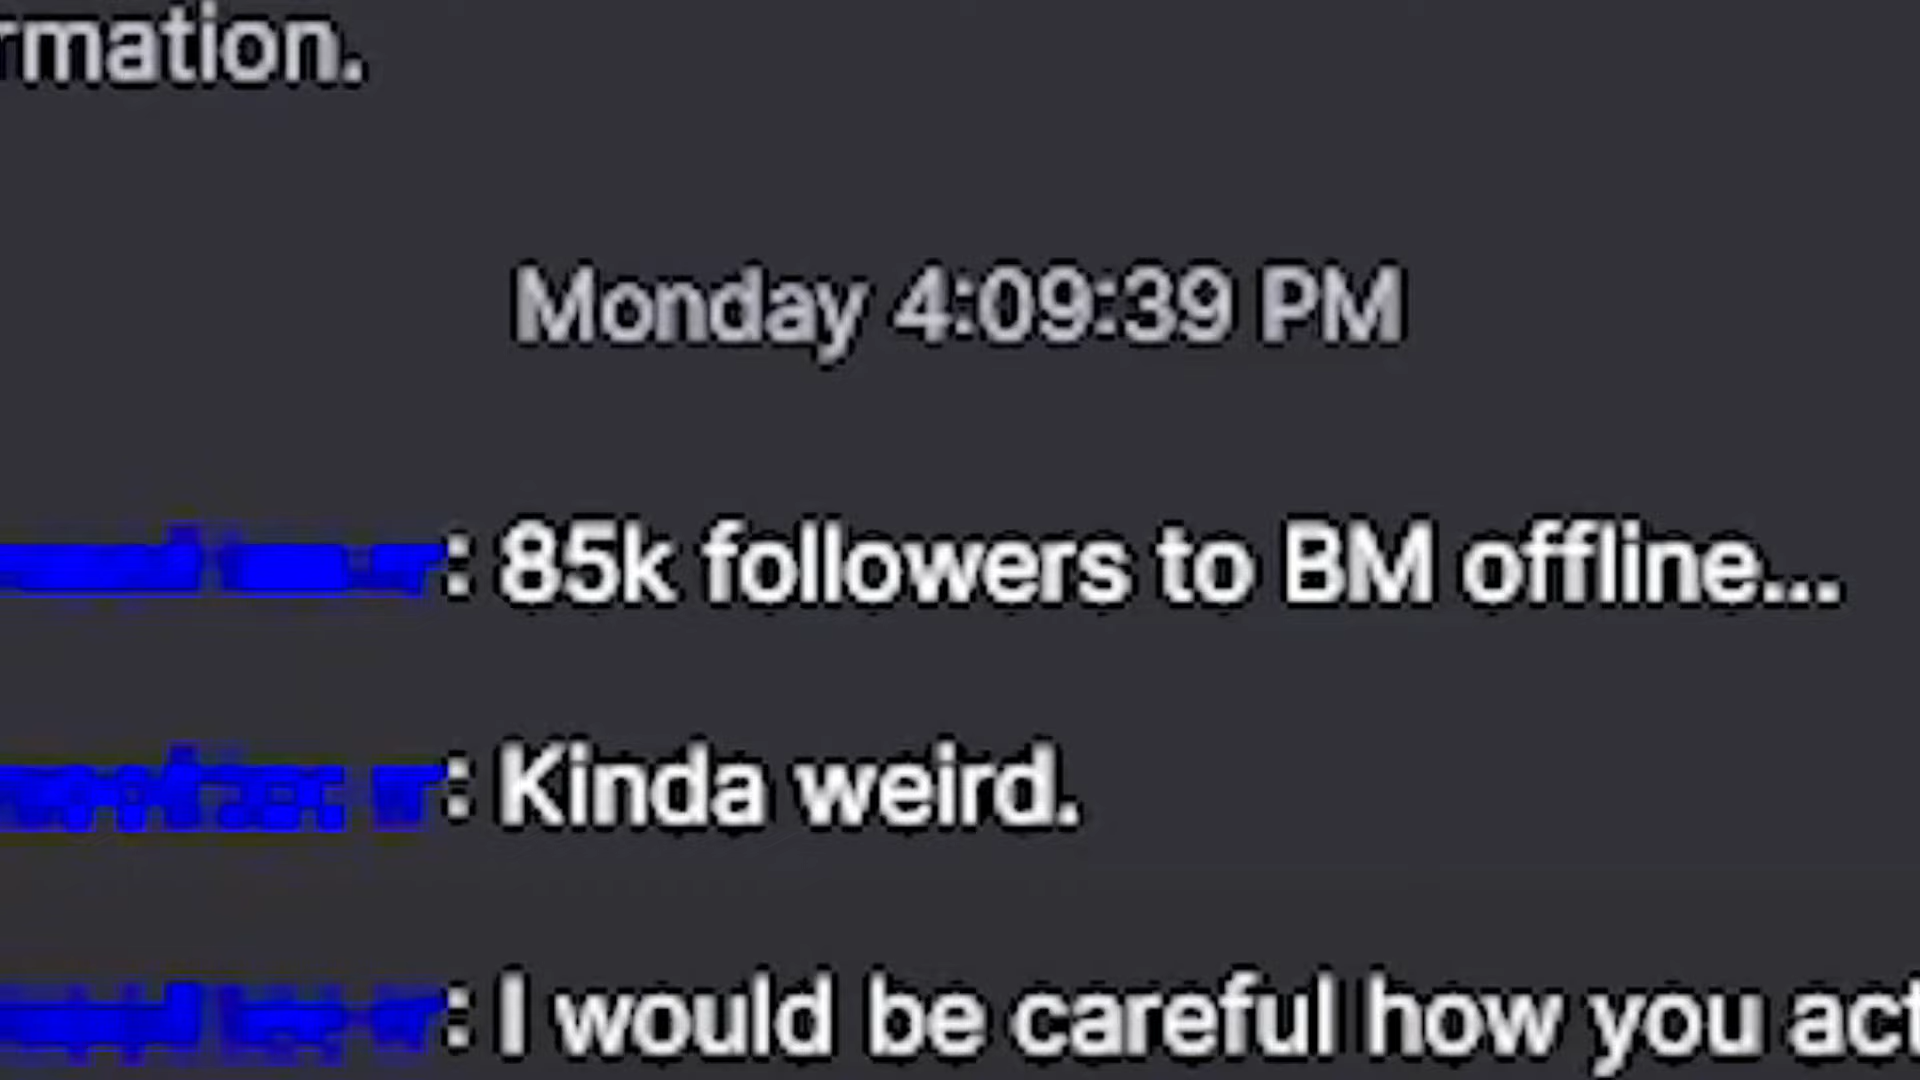 rmation.
Monday 4:09:39 PM
: 85k followers to BM offline...
: Kinda weird.
: I would be careful how you act